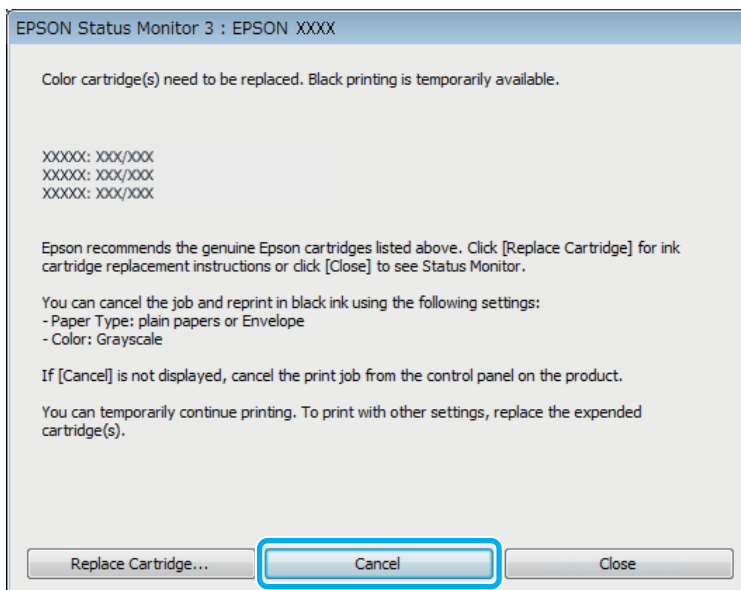 EPSON Status Monitor 3 : EPSON XXXX
Color cartridge(s) need to be replaced. Black printing is temporarily available.
XXXXX: XXX/XXX
XXXXX: XXX/XXX
XXXXX: XXX/XXX
Epson recommends the genuine Epson cartridges listed above. Click [Replace Cartridge] for ink
cartridge replacement instructions or click [Close] to see Status Monitor.
You can cancel the job and reprint in black ink using the following settings:
- Paper Type: plain papers or Envelope
- Color: Grayscale
If [Cancel] is not displayed, cancel the print job from the control panel on the product.
You can temporarily continue printing. To print with other settings, replace the expended
cartridge(s).
Replace Cartridge... Cancel Close